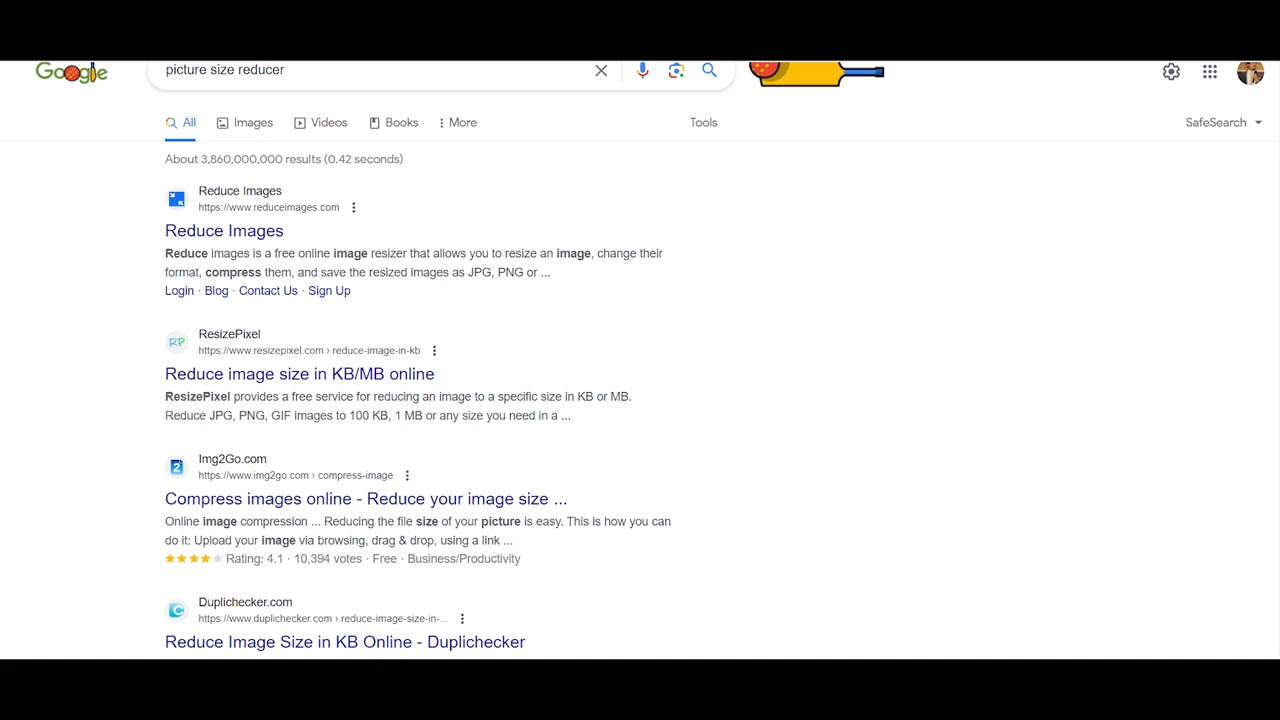 Google
picture size reducer
All Images Videos Books More Tools SafeSearch
About 3,860,000,000 results (0.42 seconds)
Reduce Images
https://www.reduceimages.com
Reduce Images
Reduce images is a free online image resizer that allows you to resize an image, change their
format, compress them, and save the resized images as JPG, PNG or ...
Login · Blog · Contact Us · Sign Up
RP
ResizePixel
https://www.resizepixel.com › reduce-image-in-kb
Reduce image size in KB/MB online
ResizePixel provides a free service for reducing an image to a specific size in KB or MB.
Reduce JPG, PNG, GIF images to 100 KB, 1 MB or any size you need in a ...
2
Img2Go.com
https://www.img2go.com › compress-image
Compress images online - Reduce your image size ...
Online image compression ... Reducing the file size of your picture is easy. This is how you can
do it: Upload your image via browsing, drag & drop, using a link ...
Rating: 4.1 · 10,394 votes · Free · Business/Productivity
C
Duplichecker.com
https://www.duplichecker.com › reduce-image-size-in-...
Reduce Image Size in KB Online - Duplichecker